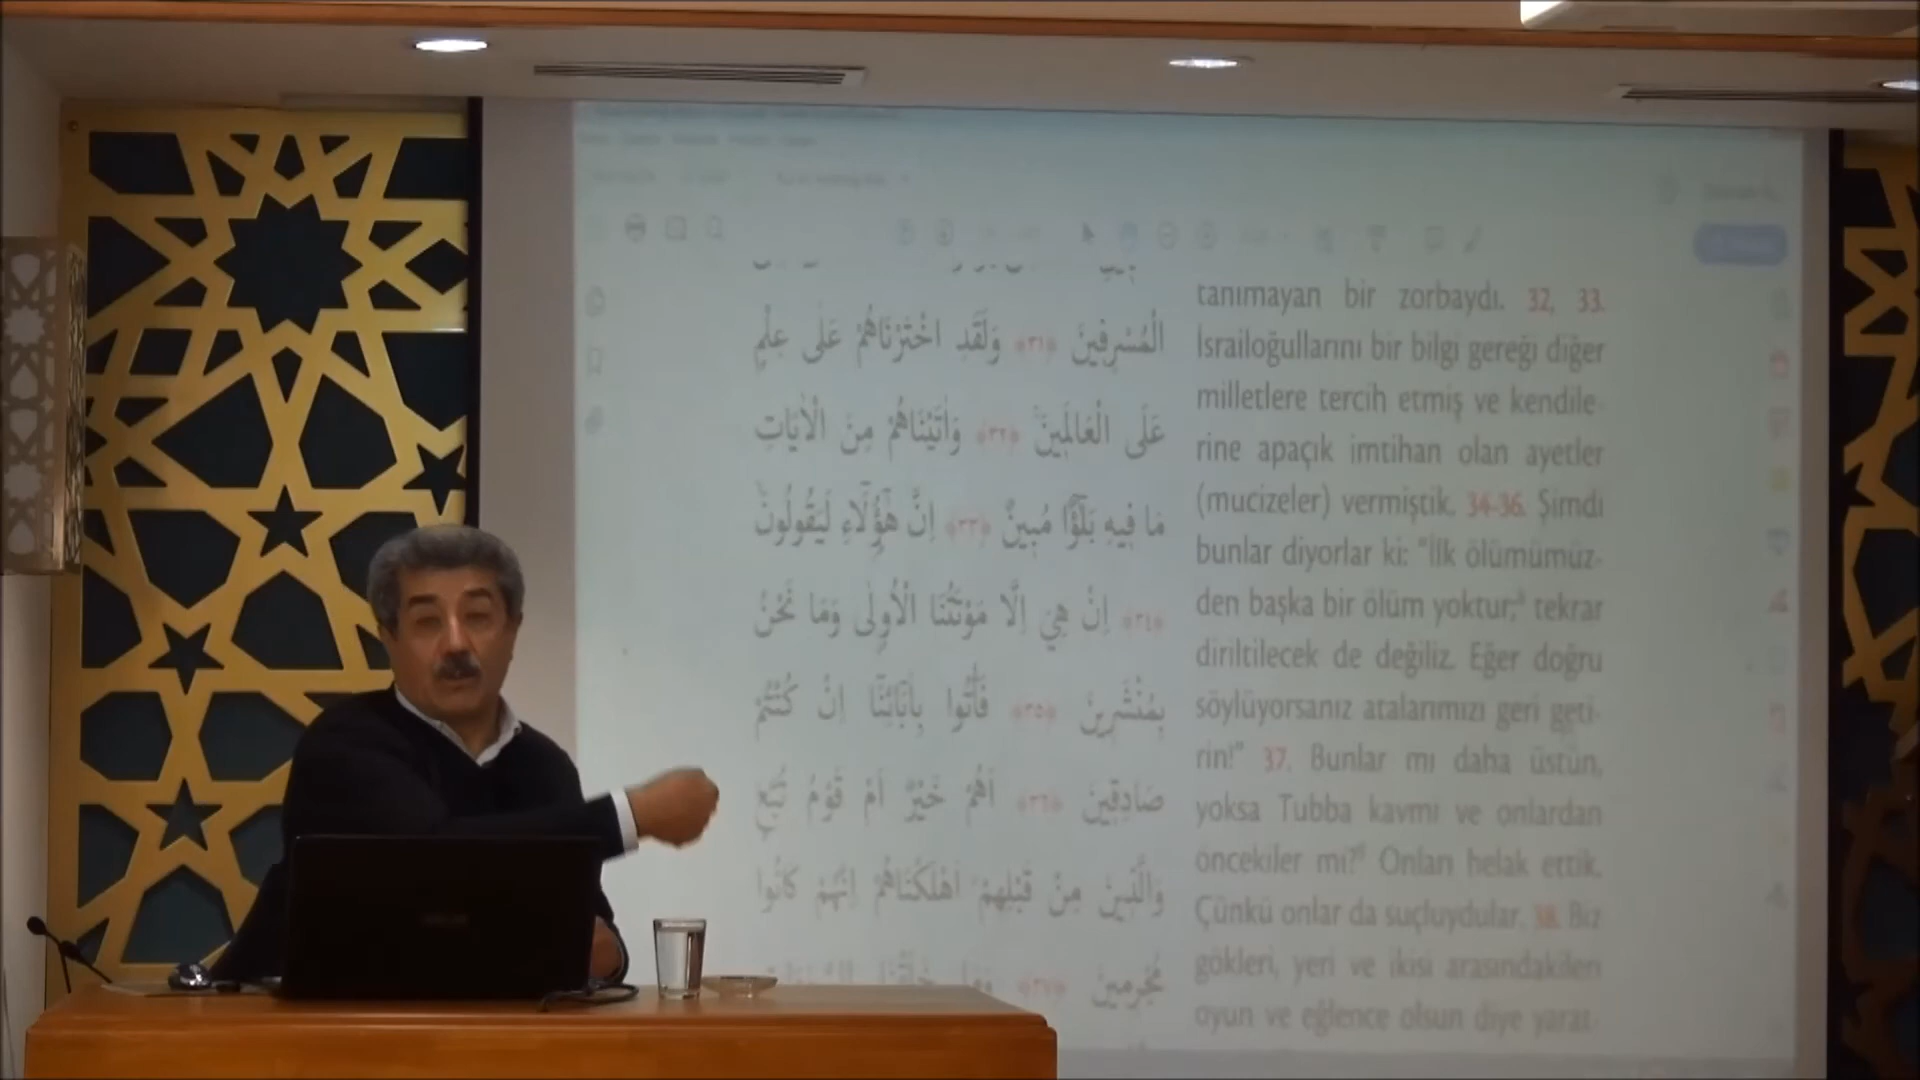 الْمُسْرِفِينَ ﴿٣١﴾ وَلَقَدِ اخْتَرْنَاهُمْ عَلٰى عِلْمٍ
عَلَى الْعَالَمِينَ ﴿٣٢﴾ وَاٰتَيْنَاهُمْ مِنَ الْاٰيَاتِ
مَا فِيهِ بَلٰٓؤٌا مُبِينٌ ﴿٣٣﴾ اِنَّ هٰٓؤُلَٓاءِ لَيَقُولُونَ
﴿٣٤﴾ اِنْ هِيَ اِلَّا مَوْتَتُنَا الْاُولٰى وَمَا نَحْنُ
بِمُنْشَرِينَ ﴿٣٥﴾ فَأْتُوا بِاٰبَٓائِنَٓا اِنْ كُنْتُمْ
صَادِقِينَ ﴿٣٦﴾ اَهُمْ خَيْرٌ اَمْ قَوْمُ تُبَّعٍ
وَالَّذِينَ مِنْ قَبْلِهِمْ اَهْلَكْنَاهُمْ اِنَّهُمْ كَانُوا
مُجْرِمِينَ ﴿٣٧﴾ وَمَا خَلَقْنَا
tanımayan bir zorbaydı. 32, 33.
İsrailoğullarını bir bilgi gereği diğer
milletlere tercih etmiş ve kendile-
rine apaçık imtihan olan ayetler
(mucizeler) vermiştik. 34-36. Şimdi
bunlar diyorlar ki: "İlk ölümümüz-
den başka bir ölüm yoktur; tekrar
diriltilecek de değiliz. Eğer doğru
söylüyorsanız atalarımızı geri geti-
rin!" 37. Bunlar mı daha üstün,
yoksa Tubba kavmi ve onlardan
öncekiler mi? Onları helak ettik.
Çünkü onlar da suçluydular. 38. Biz
gökleri, yeri ve ikisi arasındakileri
oyun ve eğlence olsun diye yarat-